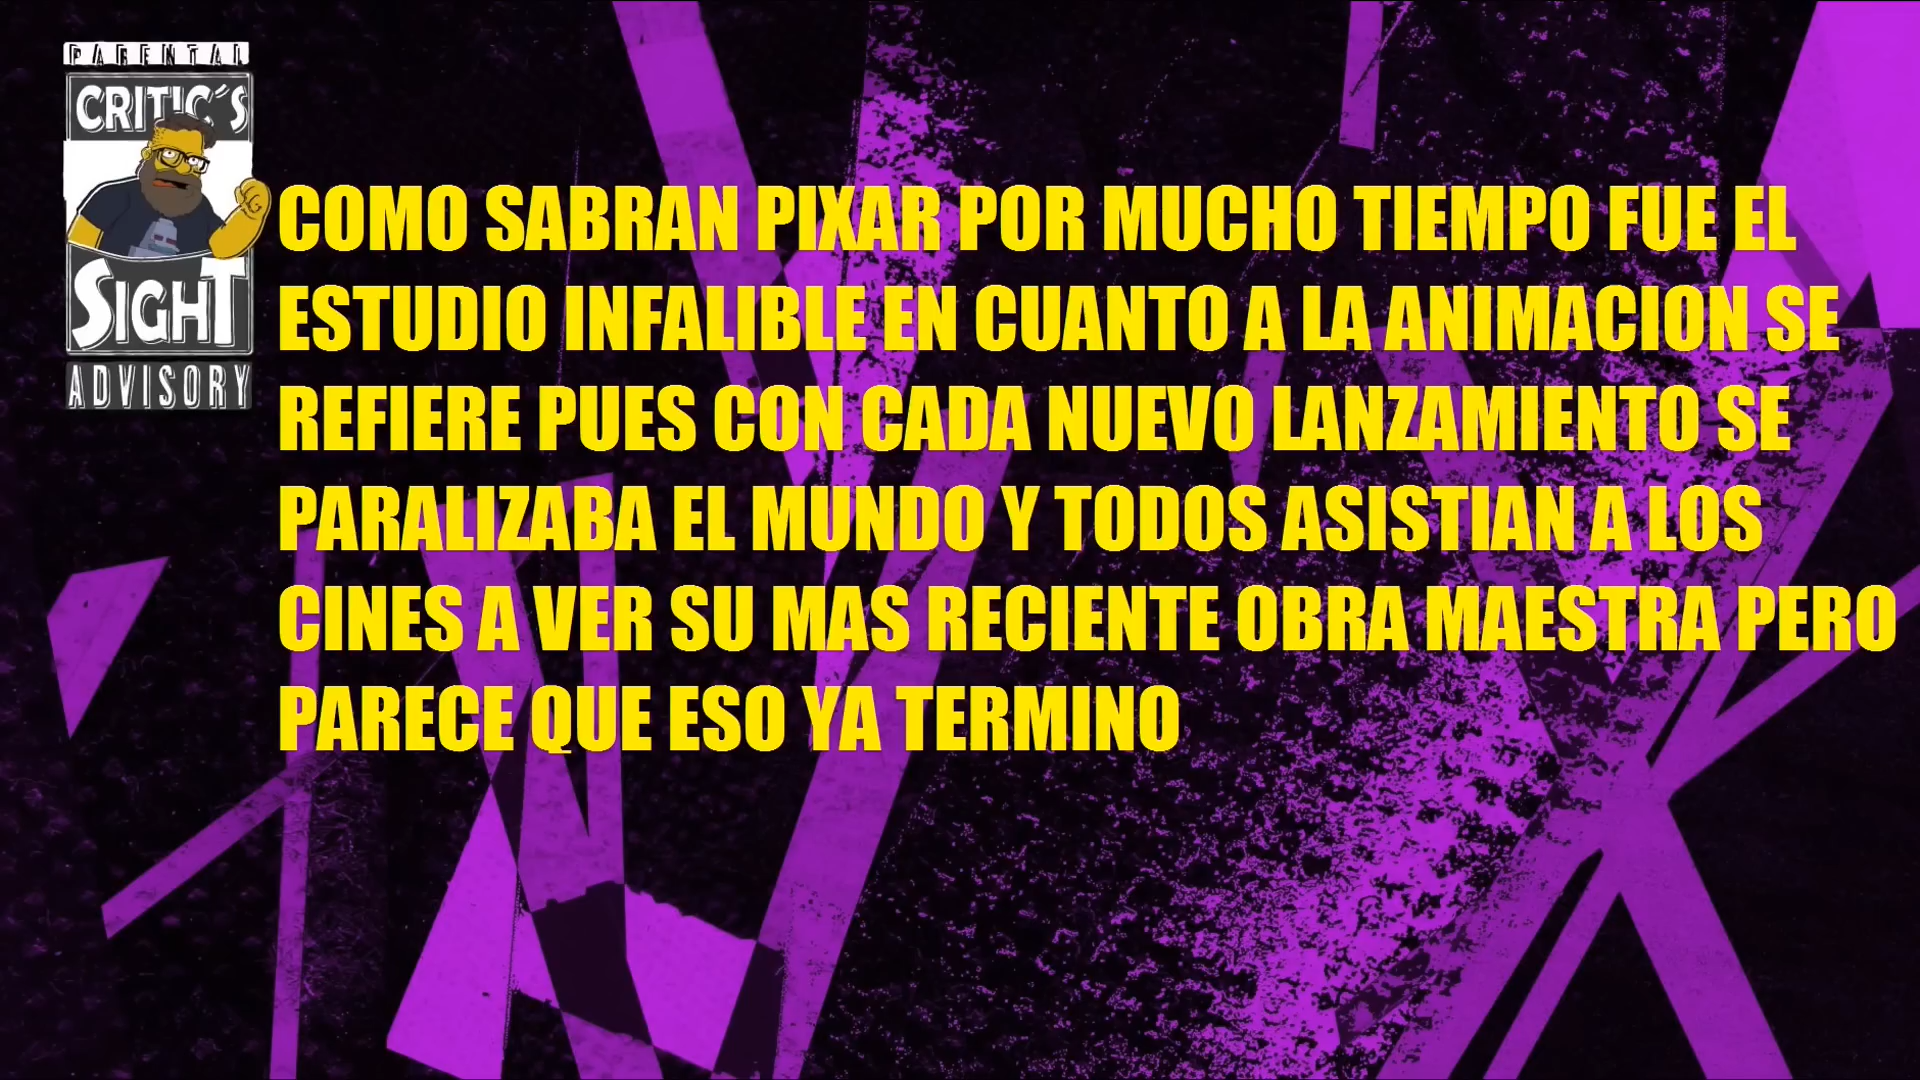 PARENTAL
CRITIC´S
SIGHT
ADVISORY
COMO SABRAN PIXAR POR MUCHO TIEMPO FUE EL
ESTUDIO INFALIBLE EN CUANTO A LA ANIMACION SE
REFIERE PUES CON CADA NUEVO LANZAMIENTO SE
PARALIZABA EL MUNDO Y TODOS ASISTIAN A LOS
CINES A VER SU MAS RECIENTE OBRA MAESTRA PERO
PARECE QUE ESO YA TERMINO